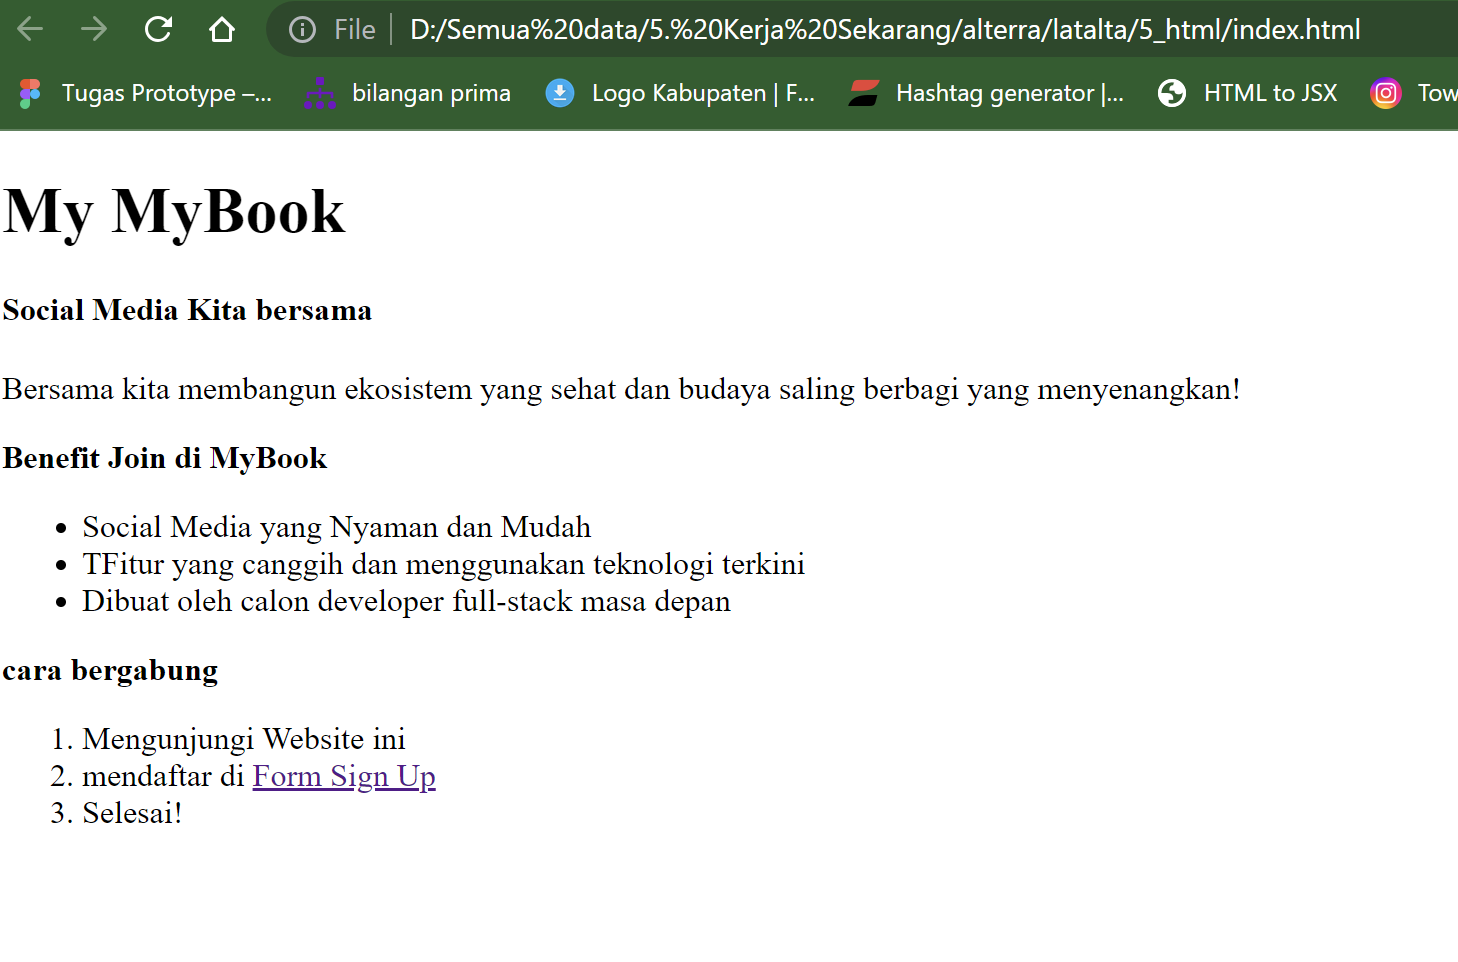 File D:/Semua%20data/5.%20Kerja%20Sekarang/alterra/latalta/5_html/index.html
Tugas Prototype –... bilangan prima Logo Kabupaten | F... Hashtag generator |... HTML to JSX Tow
My MyBook
Social Media Kita bersama
Bersama kita membangun ekosistem yang sehat dan budaya saling berbagi yang menyenangkan!
Benefit Join di MyBook
• Social Media yang Nyaman dan Mudah
• TFitur yang canggih dan menggunakan teknologi terkini
• Dibuat oleh calon developer full-stack masa depan
cara bergabung
1. Mengunjungi Website ini
2. mendaftar di Form Sign Up
3. Selesai!